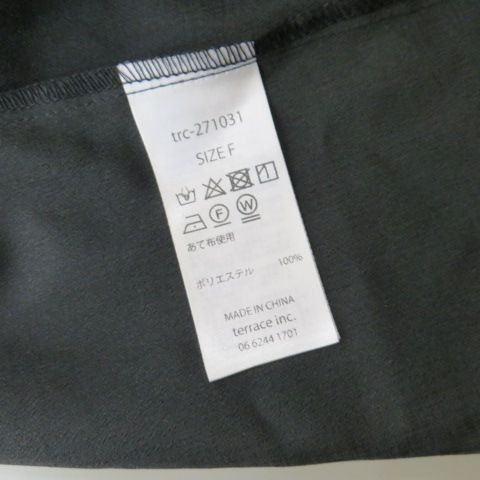 trc-271031
SIZE F
F W
あて布使用
ポリエステル 100%
MADE IN CHINA
terrace inc.
06 6244 1701